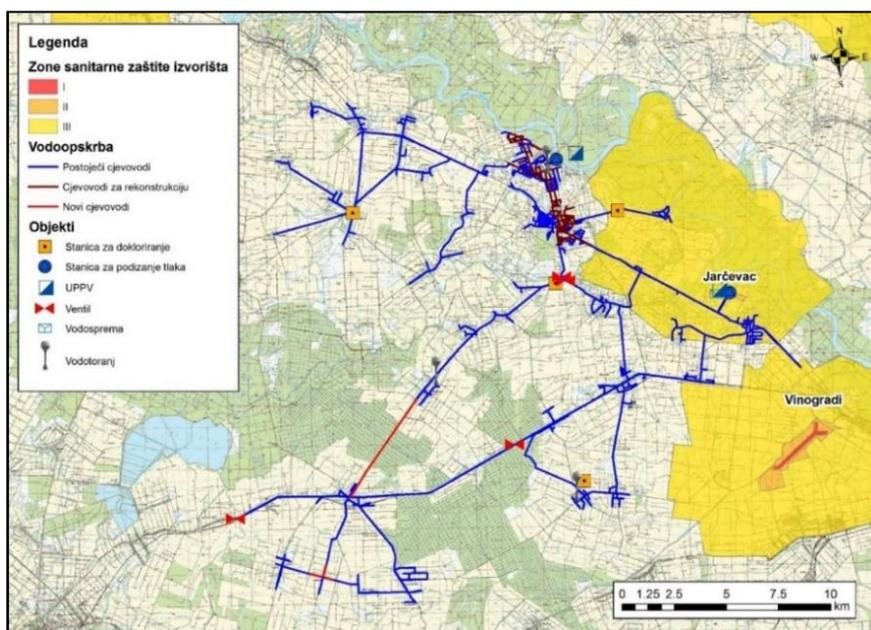 Legenda
Zone sanitarne zaštite izvorišta
I
II
III
Vodoopskrba
Postojeći cjevovodi
Cjevovodi za rekonstrukciju
Novi cjevovodi
Objekti
Stanica za dokloriranje
Stanica za podizanje tlaka
UPPV
Ventil
Vodosprema
Vodotoranj
N
W E
S
Jarčevac
Vinogradi
0 1.25 2.5 5 7.5 10
km